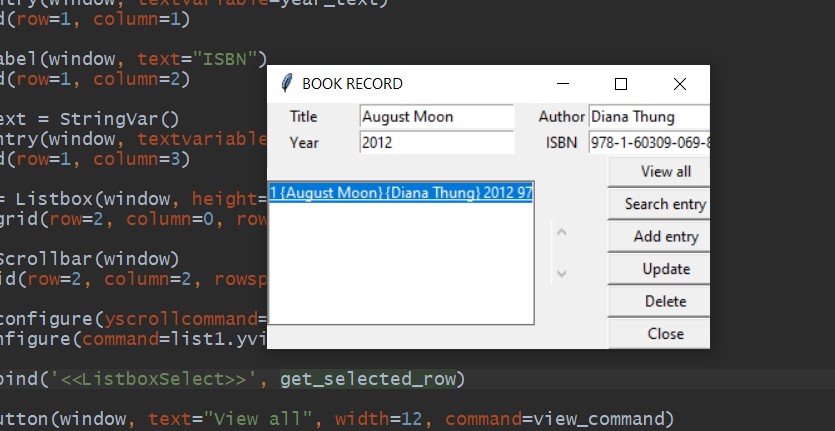 ntry(window, textvariable=year_text)
d(row=1, column=1)
abel(window, text="ISBN")
d(row=1, column=2)
ext = StringVar()
ntry(window, textvariable
d(row=1, column=3)
= Listbox(window, height=
grid(row=2, column=0, row
Scrollbar(window)
id(row=2, column=2, rowsp
configure(yscrollcommand=
nfigure(command=list1.yvi
bind('<<ListboxSelect>>', get_selected_row)
utton(window, text="View all", width=12, command=view_command)
BOOK RECORD
Title August Moon Author Diana Thung
Year 2012 ISBN 978-1-60309-069-8
1 {August Moon} {Diana Thung} 2012 97
View all
Search entry
Add entry
Update
Delete
Close